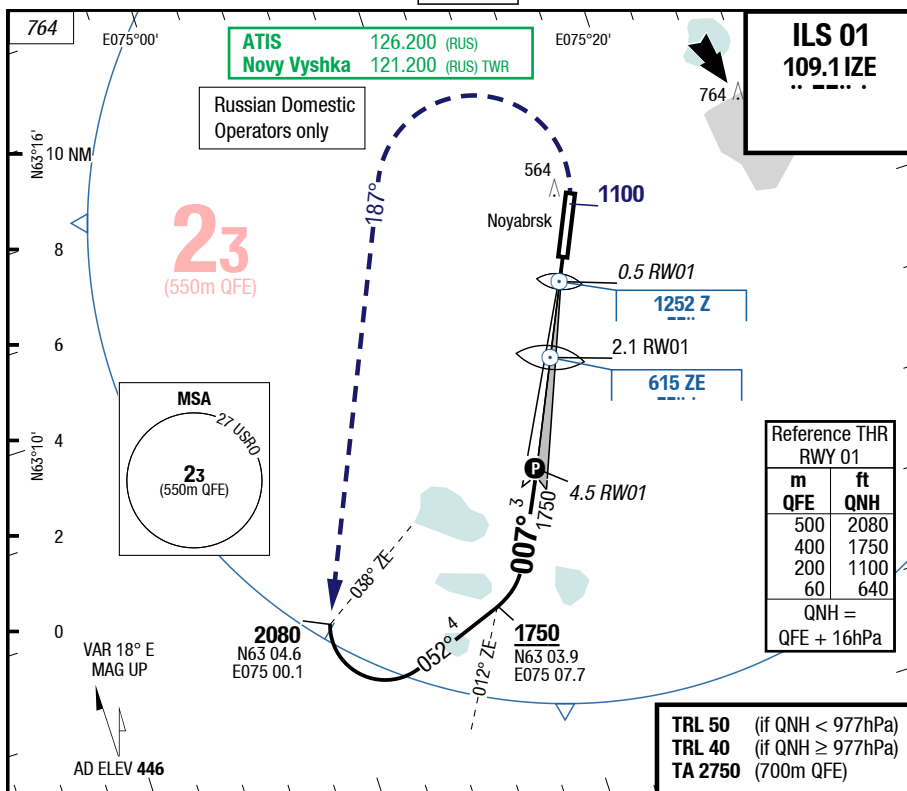 764
E075°00'
ATIS 126.200 (RUS)
Novy Vyshka 121.200 (RUS) TWR
E075°20'
ILS 01
109.1 IZE
764
Russian Domestic
Operators only
N63°16'
10 NM
187°
564
1100
Noyabrsk
23
(550m QFE)
8
0.5 RW01
1252 Z
6
2.1 RW01
615 ZE
MSA
27 USRO
23
(550m QFE)
N63°10'
4
4.5 RW01
P
3
1750
007°
Reference THR
RWY 01
m ft
QFE QNH
500 2080
400 1750
200 1100
60 640
QNH =
QFE + 16hPa
2
038° ZE
0
2080
N63 04.6
E075 00.1
052°
4
012° ZE
1750
N63 03.9
E075 07.7
VAR 18° E
MAG UP
AD ELEV 446
TRL 50 (if QNH < 977hPa)
TRL 40 (if QNH ≥ 977hPa)
TA 2750 (700m QFE)